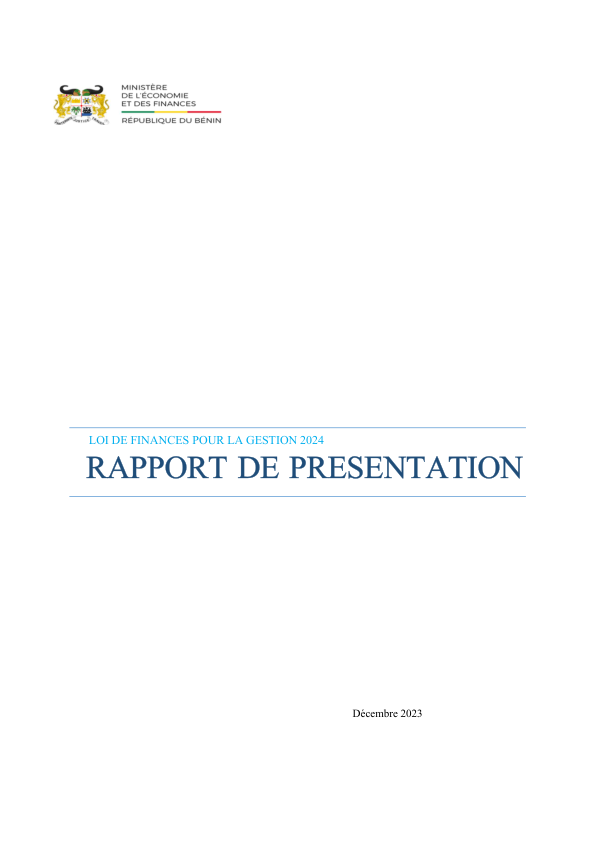 MINISTÈRE
DE L'ÉCONOMIE
ET DES FINANCES
RÉPUBLIQUE DU BÉNIN
LOI DE FINANCES POUR LA GESTION 2024
RAPPORT DE PRESENTATION
Décembre 2023